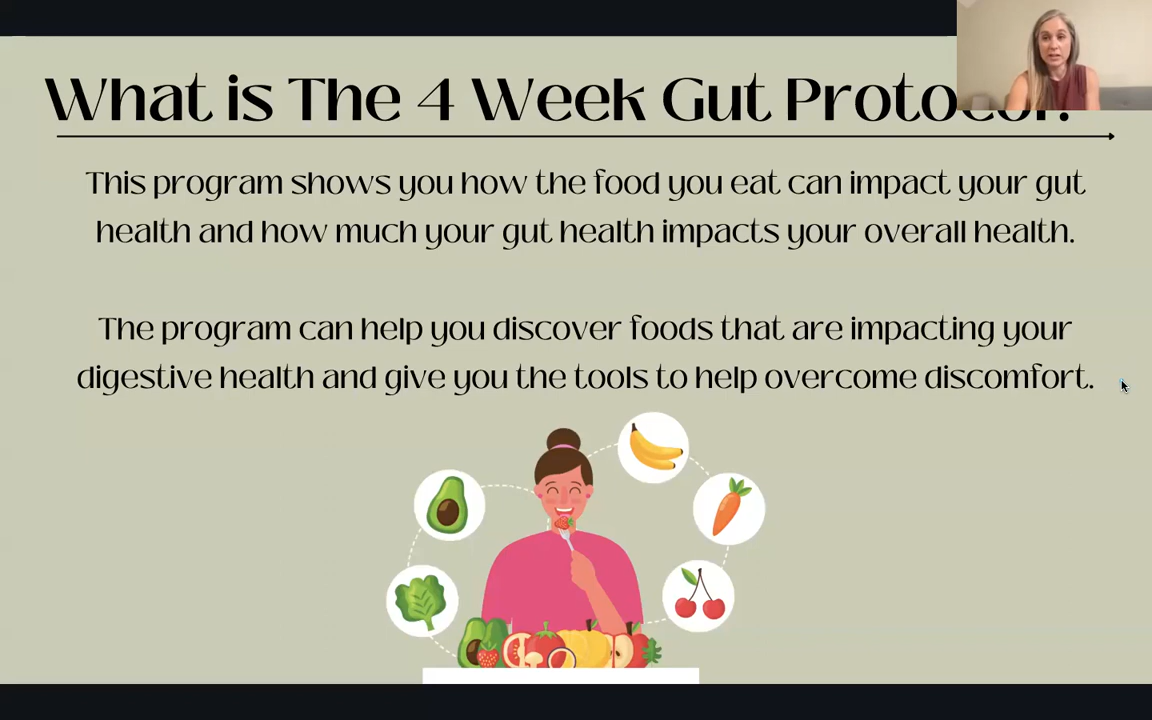 What is The 4 Week Gut Protocol?
This program shows you how the food you eat can impact your gut
health and how much your gut health impacts your overall health.
The program can help you discover foods that are impacting your
digestive health and give you the tools to help overcome discomfort.